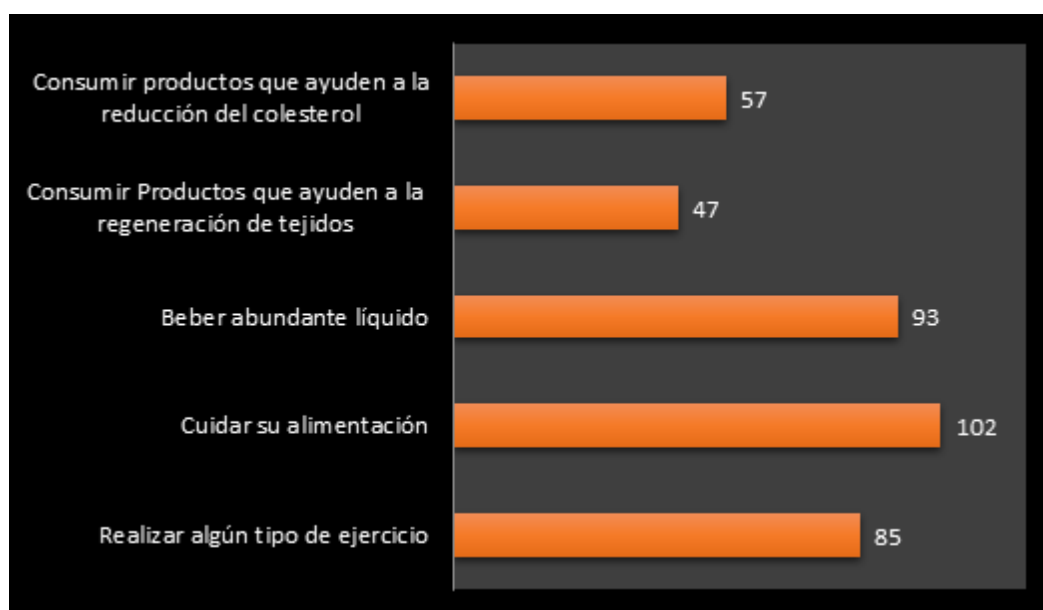 Consumir productos que ayuden a la
reducción del colesterol
57
Consumir Productos que ayuden a la
regeneración de tejidos
47
Beber abundante líquido
93
Cuidar su alimentación
102
Realizar algún tipo de ejercicio
85